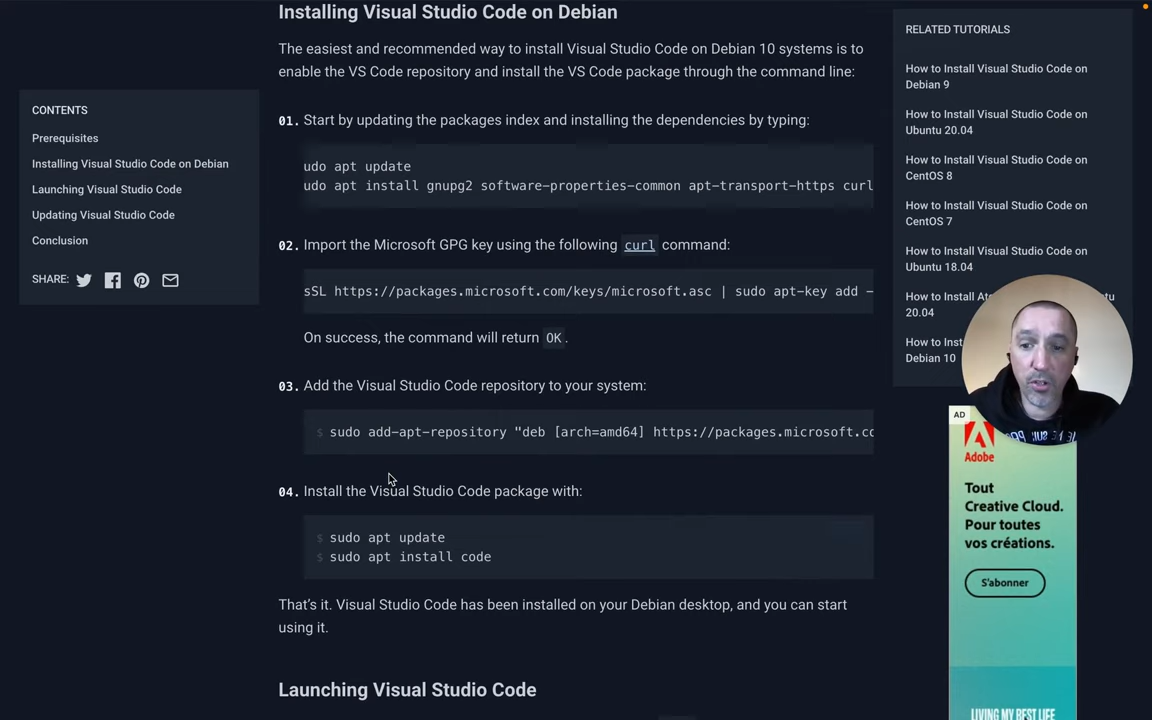 Installing Visual Studio Code on Debian
The easiest and recommended way to install Visual Studio Code on Debian 10 systems is to
enable the VS Code repository and install the VS Code package through the command line:
CONTENTS
Prerequisites
Installing Visual Studio Code on Debian
Launching Visual Studio Code
Updating Visual Studio Code
Conclusion
SHARE:
01. Start by updating the packages index and installing the dependencies by typing:
udo apt update
udo apt install gnupg2 software-properties-common apt-transport-https curl
02. Import the Microsoft GPG key using the following curl command:
sSL https://packages.microsoft.com/keys/microsoft.asc | sudo apt-key add -
On success, the command will return OK.
03. Add the Visual Studio Code repository to your system:
$ sudo add-apt-repository "deb [arch=amd64] https://packages.microsoft.co
04. Install the Visual Studio Code package with:
$ sudo apt update
$ sudo apt install code
That's it. Visual Studio Code has been installed on your Debian desktop, and you can start
using it.
Launching Visual Studio Code
RELATED TUTORIALS
How to Install Visual Studio Code on
Debian 9
How to Install Visual Studio Code on
Ubuntu 20.04
How to Install Visual Studio Code on
CentOS 8
How to Install Visual Studio Code on
CentOS 7
How to Install Visual Studio Code on
Ubuntu 18.04
How to Install
20.04
How to
Debian 10
AD
Adobe
Tout
Creative Cloud.
Pour toutes
vos créations.
S'abonner
LIVING MY BEST LIFE